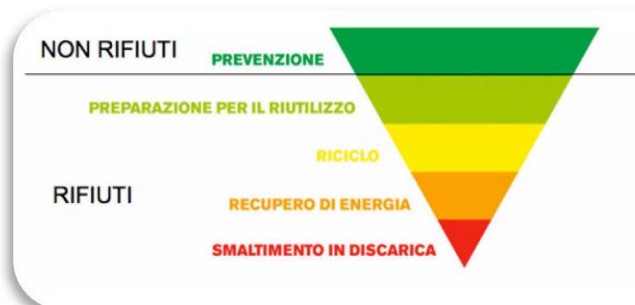 NON RIFIUTI
PREVENZIONE
PREPARAZIONE PER IL RIUTILIZZO
RICICLO
RIFIUTI
RECUPERO DI ENERGIA
SMALTIMENTO IN DISCARICA